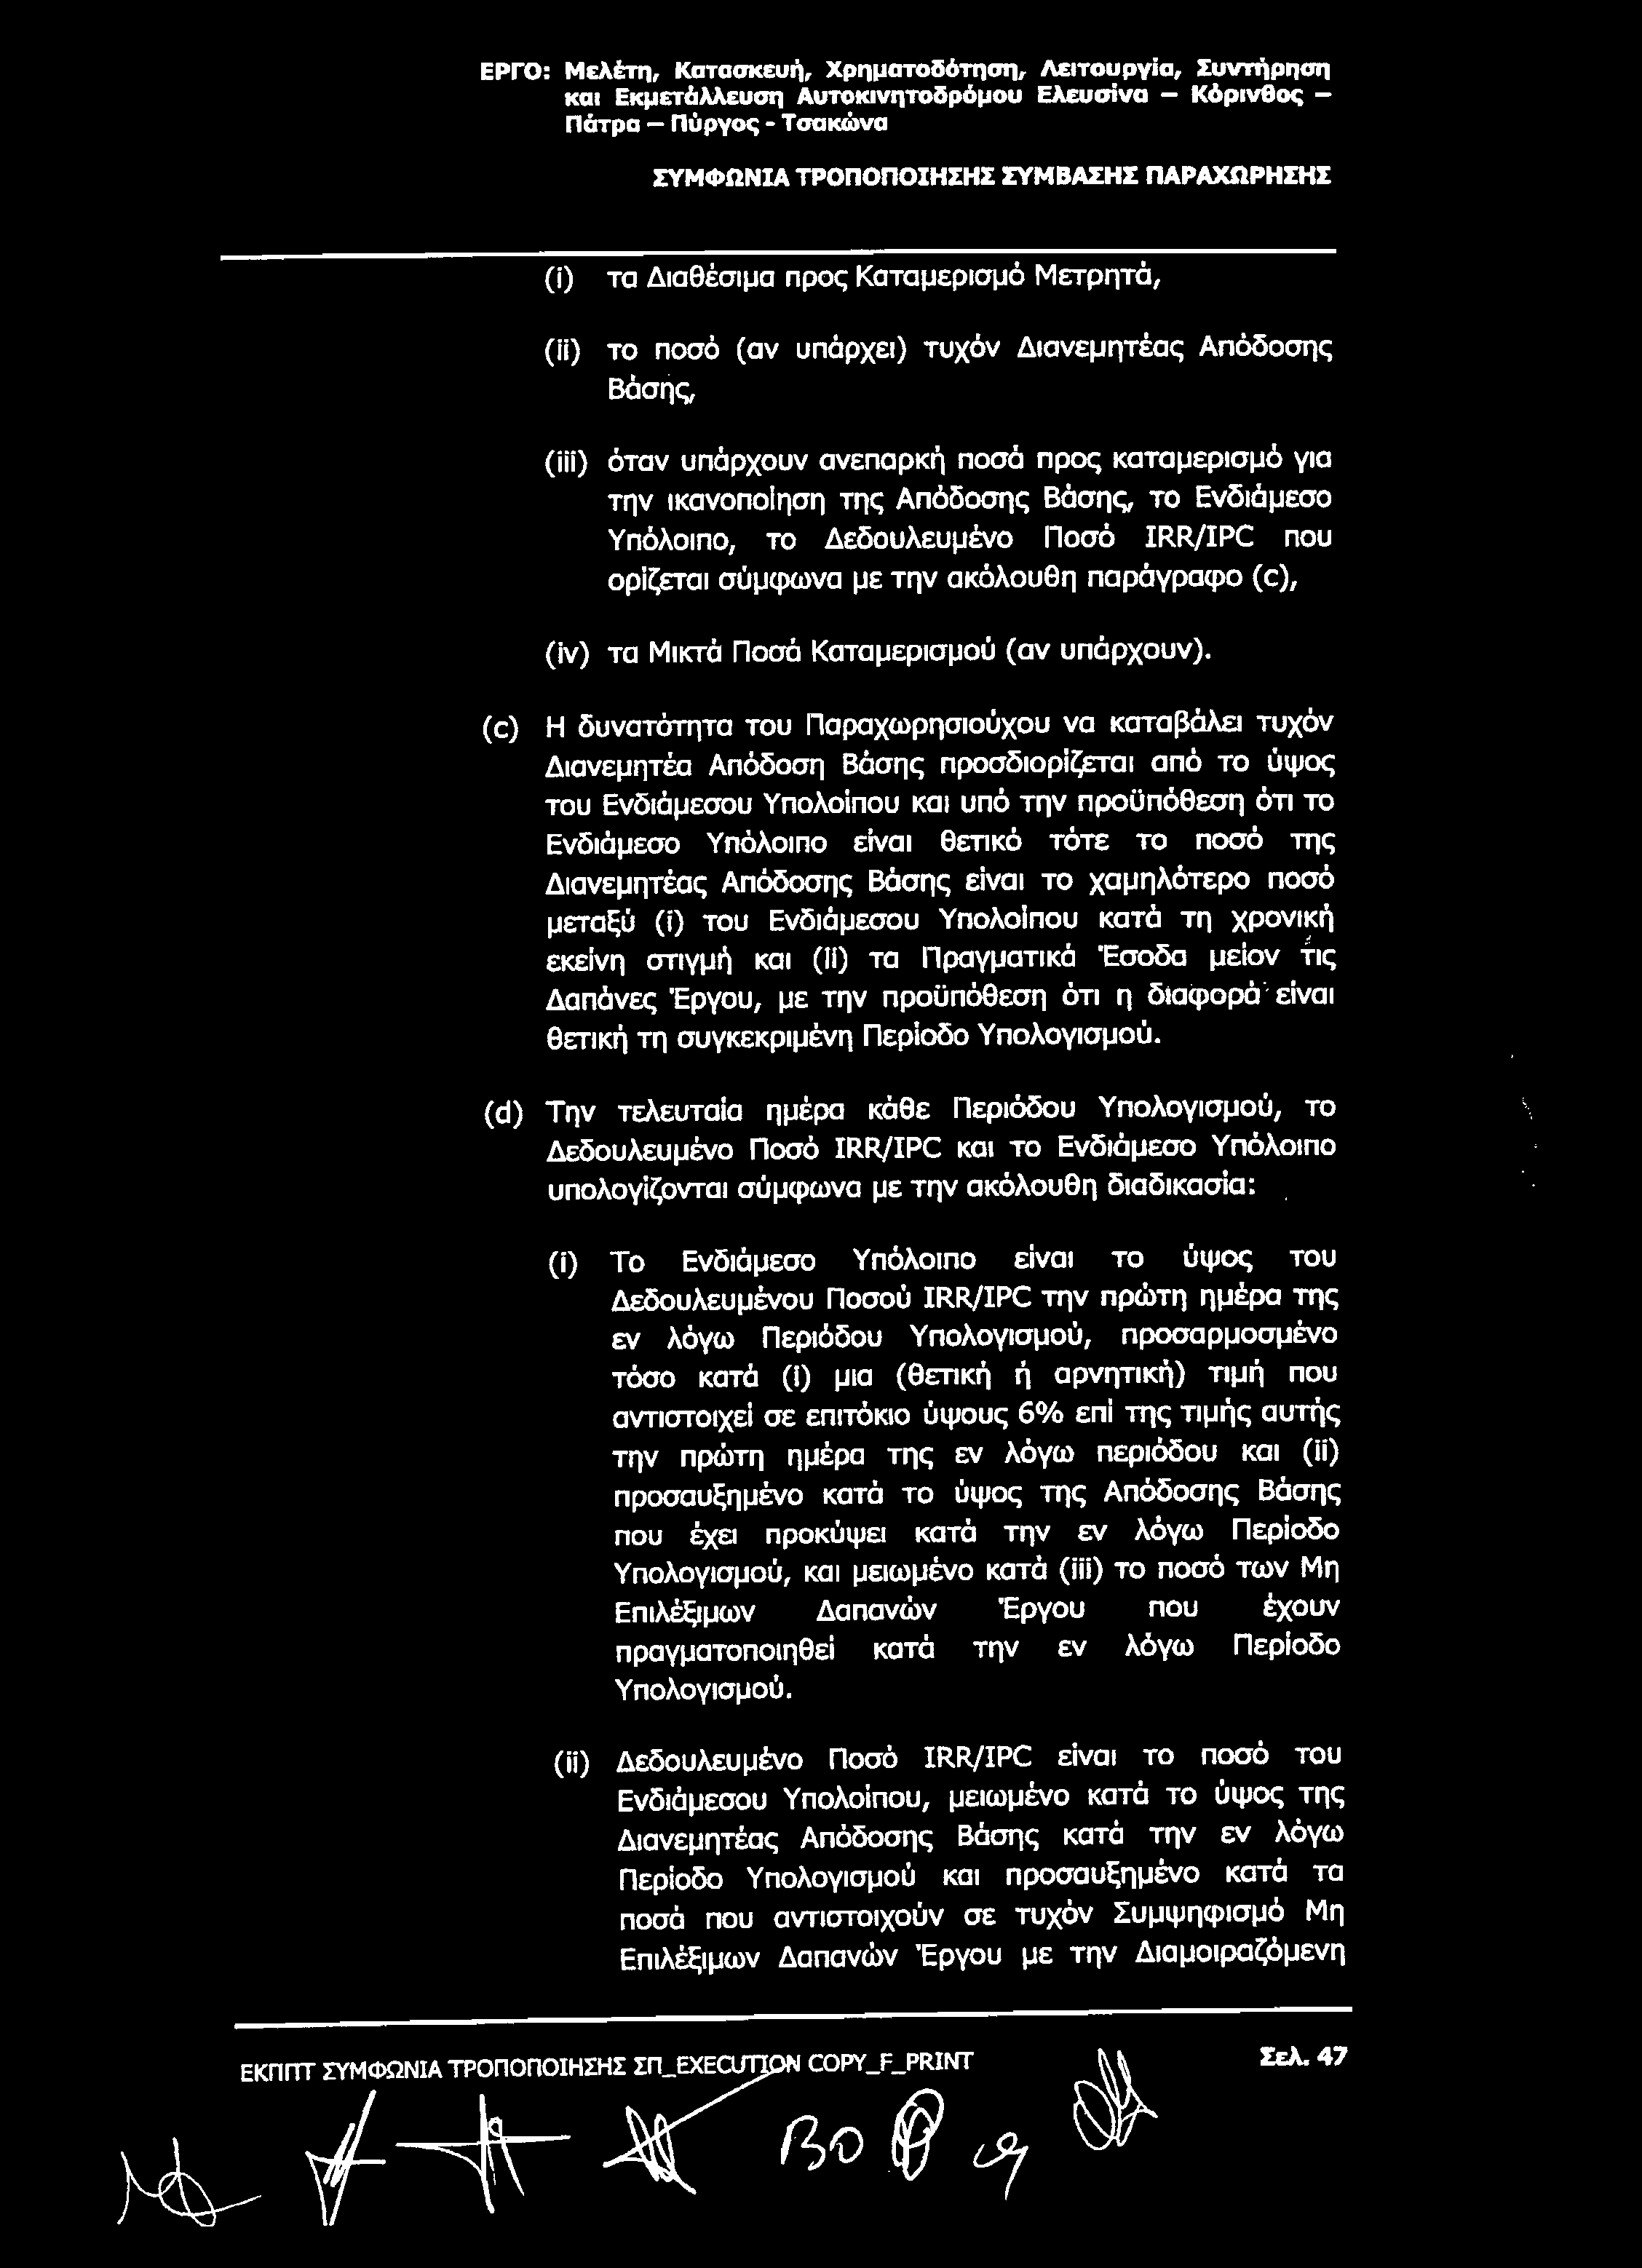 ΕΡΓΟ: Μελέτη, Κατασκευή, Χρηματοδότηση, Λειτουργία, Συντήρηση
και Εκμετάλλευση Αυτοκινητοδρόμου Ελευσίνα – Κόρινθος –
Πάτρα – Πύργος - Τσακώνα
ΣΥΜΦΩΝΙΑ ΤΡΟΠΟΠΟΙΗΣΗΣ ΣΥΜΒΑΣΗΣ ΠΑΡΑΧΩΡΗΣΗΣ
(i) τα Διαθέσιμα προς Καταμερισμό Μετρητά,
(ii) το ποσό (αν υπάρχει) τυχόν Διανεμητέας Απόδοσης
Βάσης,
(iii) όταν υπάρχουν ανεπαρκή ποσά προς καταμερισμό για
την ικανοποίηση της Απόδοσης Βάσης, το Ενδιάμεσο
Υπόλοιπο, το Δεδουλευμένο Ποσό IRR/IPC που
ορίζεται σύμφωνα με την ακόλουθη παράγραφο (c),
(iv) τα Μικτά Ποσά Καταμερισμού (αν υπάρχουν).
(c) Η δυνατότητα του Παραχωρησιούχου να καταβάλει τυχόν
Διανεμητέα Απόδοση Βάσης προσδιορίζεται από το ύψος
του Ενδιάμεσου Υπολοίπου και υπό την προϋπόθεση ότι το
Ενδιάμεσο Υπόλοιπο είναι θετικό τότε το ποσό της
Διανεμητέας Απόδοσης Βάσης είναι το χαμηλότερο ποσό
μεταξύ (i) του Ενδιάμεσου Υπολοίπου κατά τη χρονική
εκείνη στιγμή και (ii) τα Πραγματικά Έσοδα μείον τις
Δαπάνες Έργου, με την προϋπόθεση ότι η διαφορά είναι
θετική τη συγκεκριμένη Περίοδο Υπολογισμού.
(d) Την τελευταία ημέρα κάθε Περιόδου Υπολογισμού, το
Δεδουλευμένο Ποσό IRR/IPC και το Ενδιάμεσο Υπόλοιπο
υπολογίζονται σύμφωνα με την ακόλουθη διαδικασία:
(i) Το Ενδιάμεσο Υπόλοιπο είναι το ύψος του
Δεδουλευμένου Ποσού IRR/IPC την πρώτη ημέρα της
εν λόγω Περιόδου Υπολογισμού, προσαρμοσμένο
τόσο κατά (i) μια (θετική ή αρνητική) τιμή που
αντιστοιχεί σε επιτόκιο ύψους 6% επί της τιμής αυτής
την πρώτη ημέρα της εν λόγω περιόδου και (ii)
προσαυξημένο κατά το ύψος της Απόδοσης Βάσης
που έχει προκύψει κατά την εν λόγω Περίοδο
Υπολογισμού, και μειωμένο κατά (iii) το ποσό των Μη
Επιλέξιμων Δαπανών Έργου που έχουν
πραγματοποιηθεί κατά την εν λόγω Περίοδο
Υπολογισμού.
(ii) Δεδουλευμένο Ποσό IRR/IPC είναι το ποσό του
Ενδιάμεσου Υπολοίπου, μειωμένο κατά το ύψος της
Διανεμητέας Απόδοσης Βάσης κατά την εν λόγω
Περίοδο Υπολογισμού και προσαυξημένο κατά τα
ποσά που αντιστοιχούν σε τυχόν Συμψηφισμό Μη
Επιλέξιμων Δαπανών Έργου με την Διαμοιραζόμενη
ΕΚΠΠΤ ΣΥΜΦΩΝΙΑ ΤΡΟΠΟΠΟΙΗΣΗΣ ΣΠ_EXECUTION COPY_F_PRINT Σελ. 47